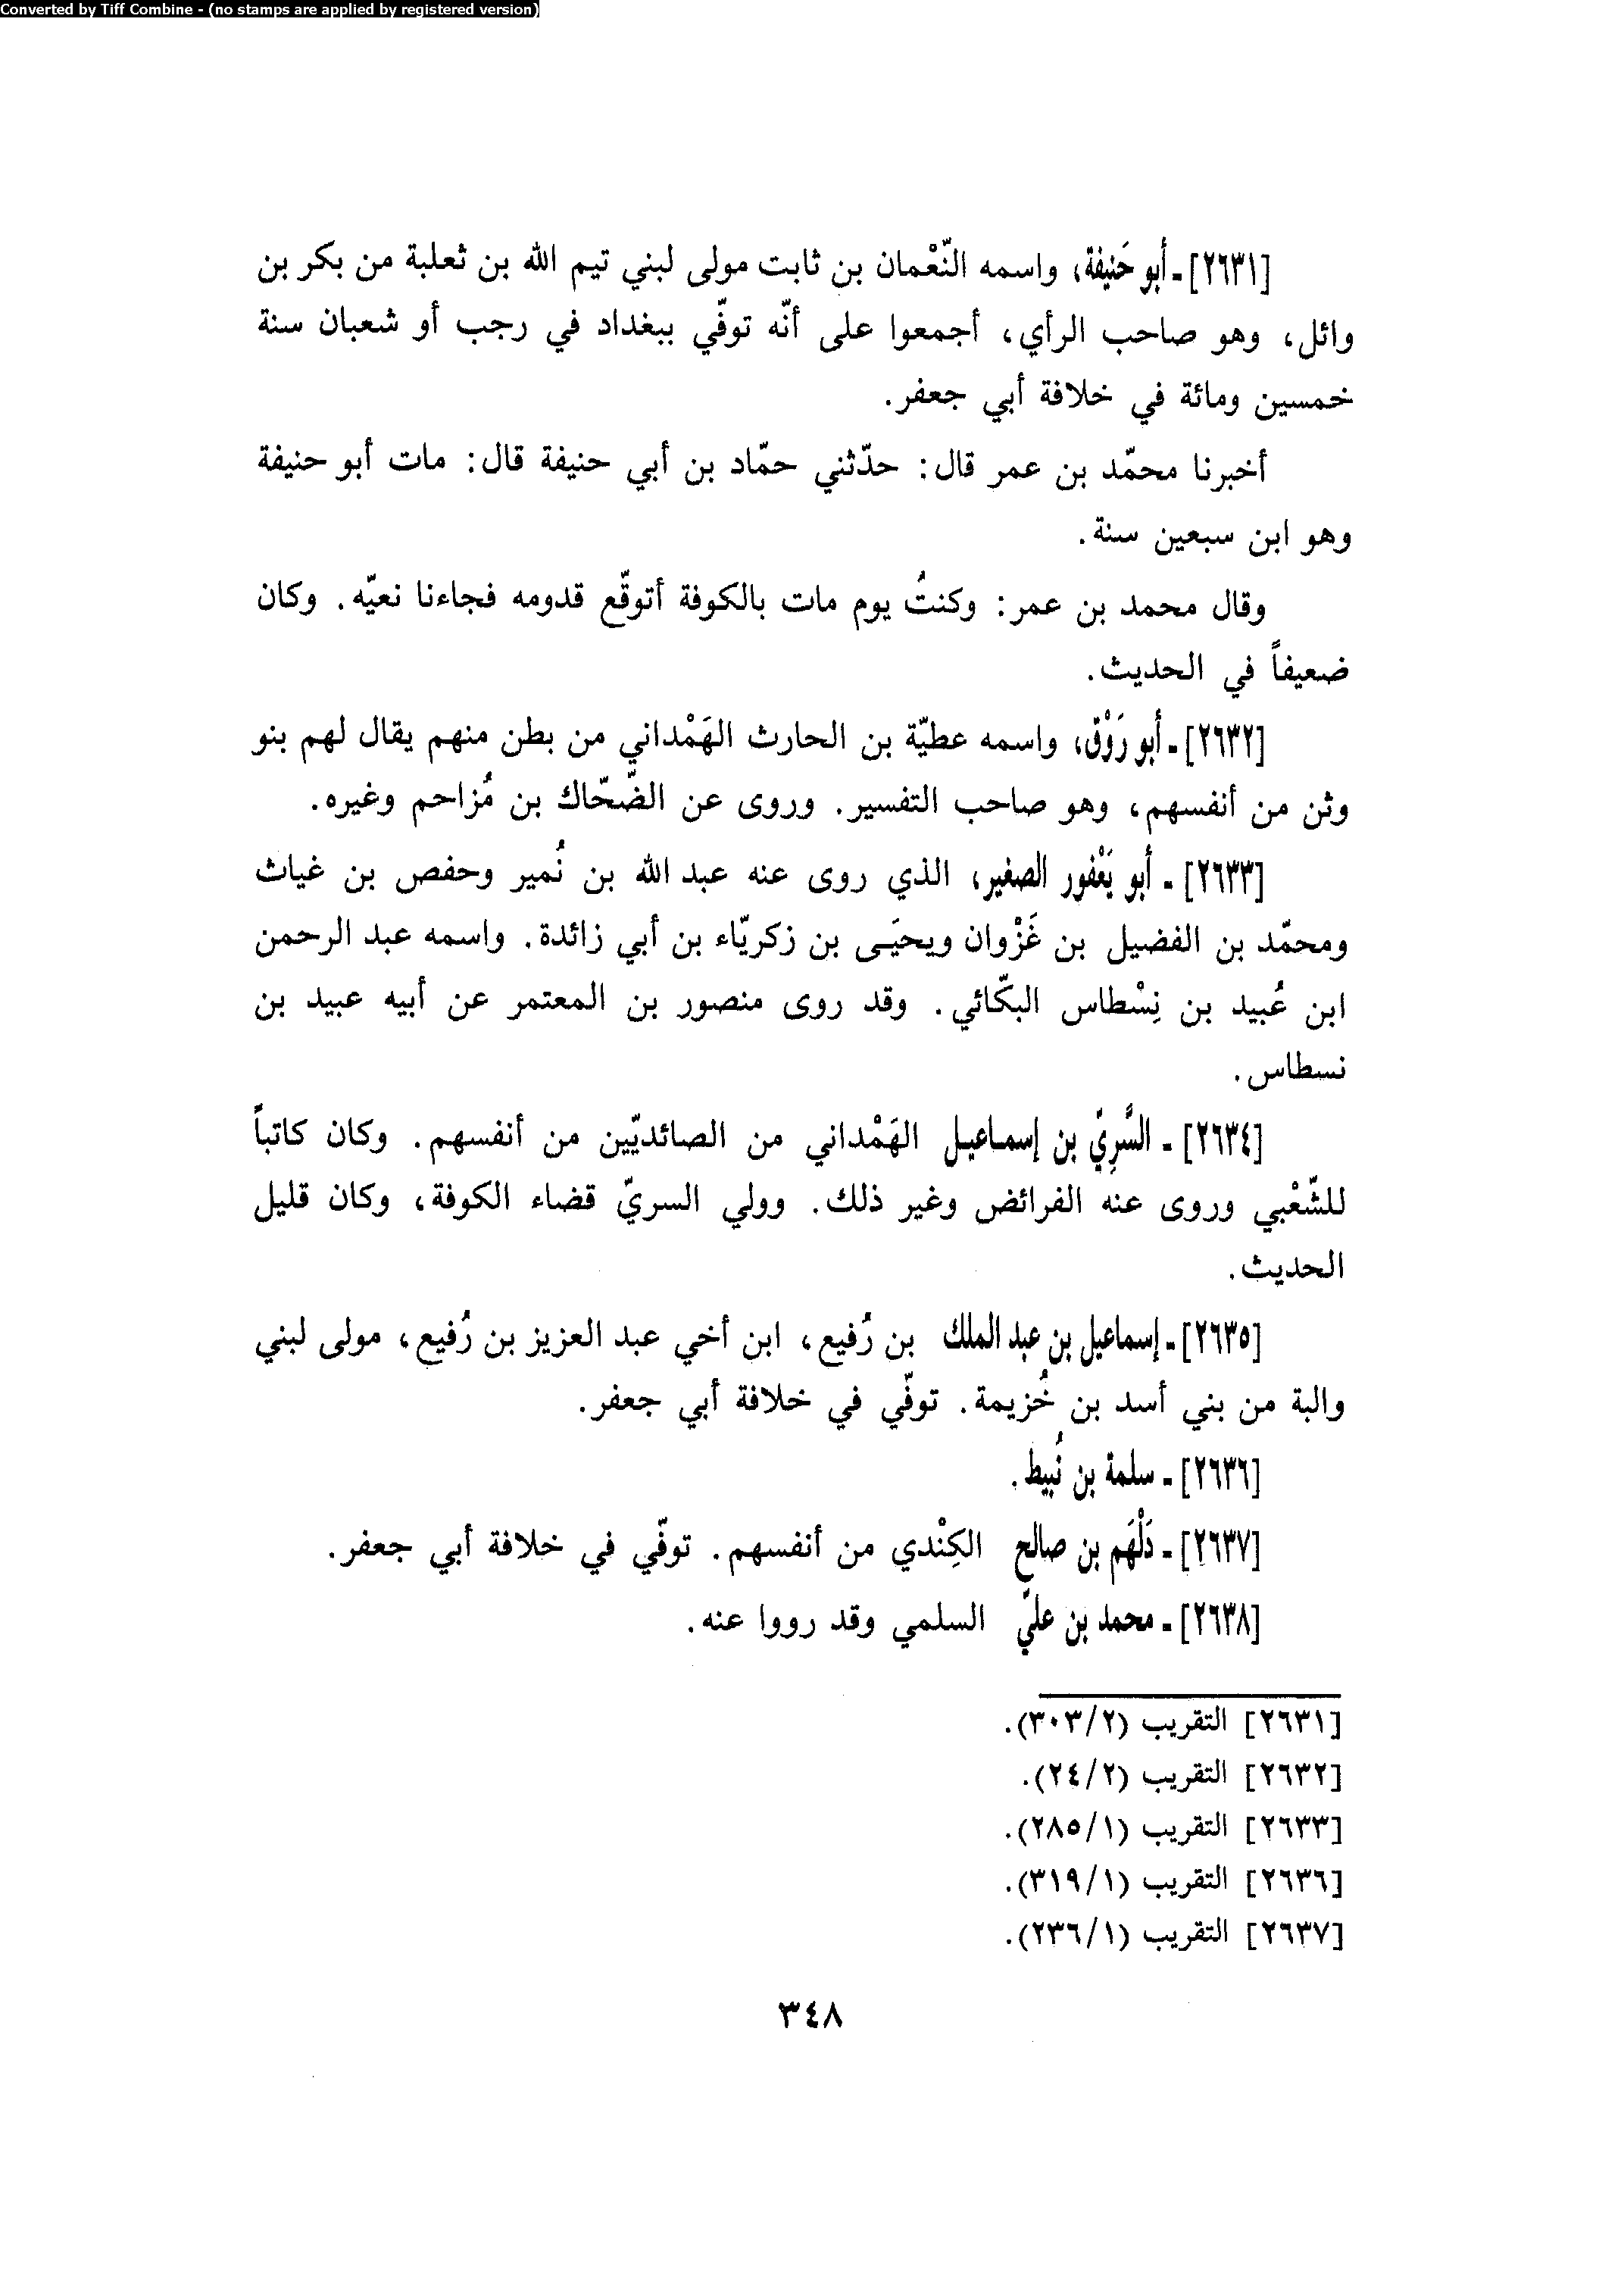 Converted by Tiff Combine - (no stamps are applied by registered version)
[٢٦٣١] ـ أبو حَنيفة، واسمه النّعْمان بن ثابت مولى لبني تيم الله بن ثعلبة من بكر بن
وائل، وهو صاحب الرأي، أجمعوا على أنّه توفّي ببغداد في رجب أو شعبان سنة
خمسين ومائة في خلافة أبي جعفر.
أخبرنا محمّد بن عمر قال: حدّثني حمّاد بن أبي حنيفة قال: مات أبو حنيفة
وهو ابن سبعين سنة.
وقال محمد بن عمر: وكنتُ يوم مات بالكوفة أتوقّع قدومه فجاءنا نعيّه. وكان
ضعيفاً في الحديث.
[٢٦٣٢] ـ أبو رَوْق، واسمه عطيّة بن الحارث الهَمْداني من بطن منهم يقال لهم بنو
وثن من أنفسهم، وهو صاحب التفسير. وروى عن الضّحّاك بن مُزاحم وغيره.
[٢٦٣٣] ـ أبو يَعْفور الصغير، الذي روى عنه عبد الله بن نُمير وحفص بن غياث
ومحمّد بن الفضيل بن غَزْوان ويحيَـى بن زكريّاء بن أبي زائدة. واسمه عبد الرحمن
ابن عُبيد بن نِسْطاس البكّائي. وقد روى منصور بن المعتمر عن أبيه عبيد بن
نسطاس.
[٢٦٣٤] ـ السَّرِيّ بن إسماعيل الهَمْداني من الصائديّين من أنفسهم. وكان كاتباً
للشّعْبي وروى عنه الفرائض وغير ذلك. وولي السريّ قضاء الكوفة، وكان قليل
الحديث.
[٢٦٣٥] ـ إسماعيل بن عبد الملك بن رُفيع، ابن أخي عبد العزيز بن رُفيع، مولى لبني
والبة من بني أسد بن خُزيمة. توفّي في خلافة أبي جعفر.
[٢٦٣٦] ـ سلمة بن نُبيط.
[٢٦٣٧] ـ دَلْهَم بن صالح الكِنْدي من أنفسهم. توفّي في خلافة أبي جعفر.
[٢٦٣٨] ـ محمد بن عليّ السلمي وقد رووا عنه.
[٢٦٣١] التقريب (٣٠٣/٢).
[٢٦٣٢] التقريب (٢٤/٢).
[٢٦٣٣] التقريب (٢٨٥/١).
[٢٦٣٦] التقريب (٣١٩/١).
[٢٦٣٧] التقريب (٢٣٦/١).
٣٤٨